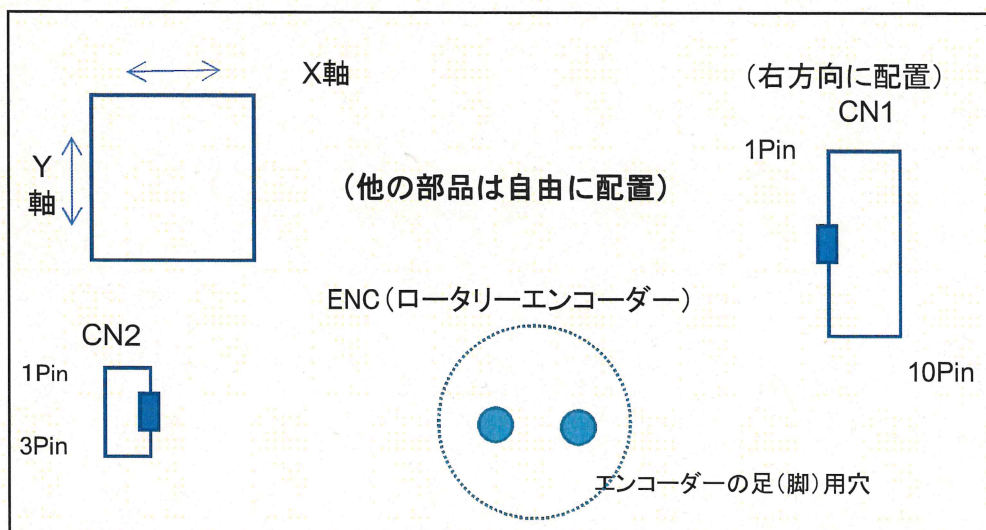 X軸
Y
軸
(右方向に配置)
CN1
1Pin
(他の部品は自由に配置)
10Pin
ENC(ロータリーエンコーダー)
CN2
1Pin
3Pin
エンコーダーの足(脚)用穴